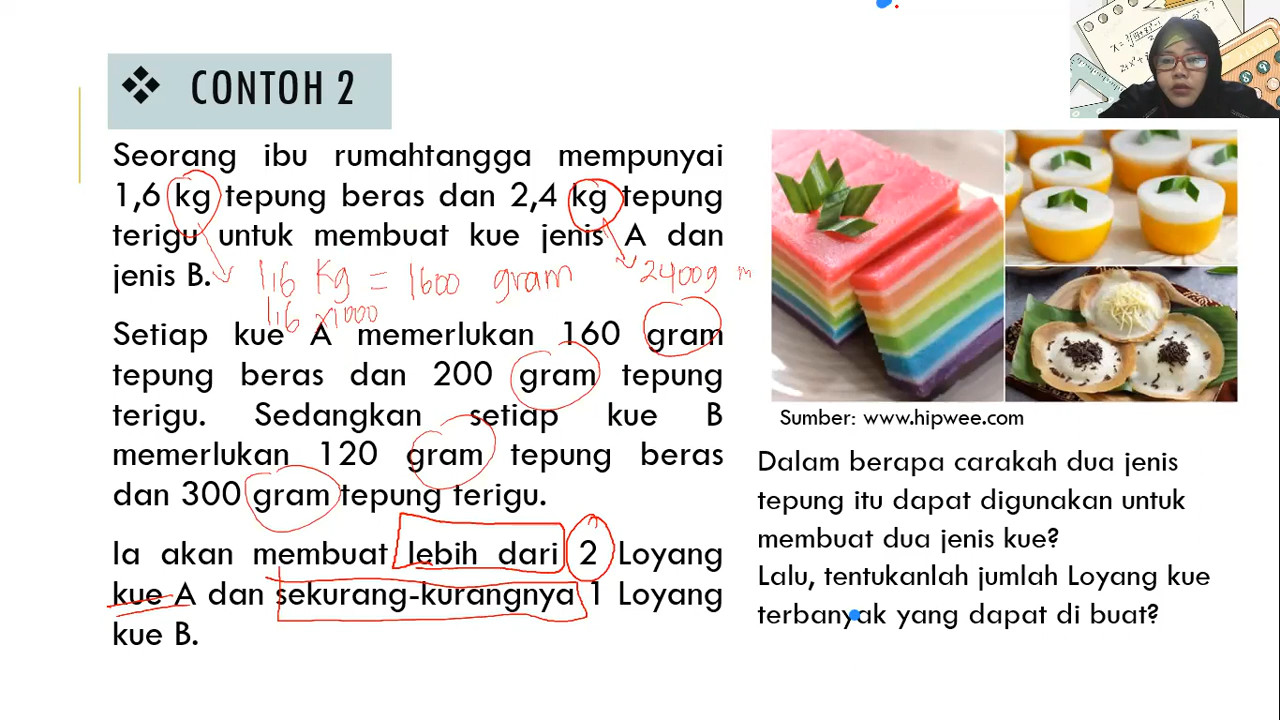 ❖ CONTOH 2
Seorang ibu rumahtangga mempunyai
1,6 kg tepung beras dan 2,4 kg tepung
terigu untuk membuat kue jenis A dan
jenis B.
1,6 Kg = 1600 gram
2400g m
1,6 x1000
Setiap kue A memerlukan 160 gram
tepung beras dan 200 gram tepung
terigu. Sedangkan setiap kue B
memerlukan 120 gram tepung beras
dan 300 gram tepung terigu.
Ia akan membuat lebih dari 2 Loyang
kue A dan sekurang-kurangnya 1 Loyang
kue B.
Sumber: www.hipwee.com
Dalam berapa carakah dua jenis
tepung itu dapat digunakan untuk
membuat dua jenis kue?
Lalu, tentukanlah jumlah Loyang kue
terbanyak yang dapat di buat?